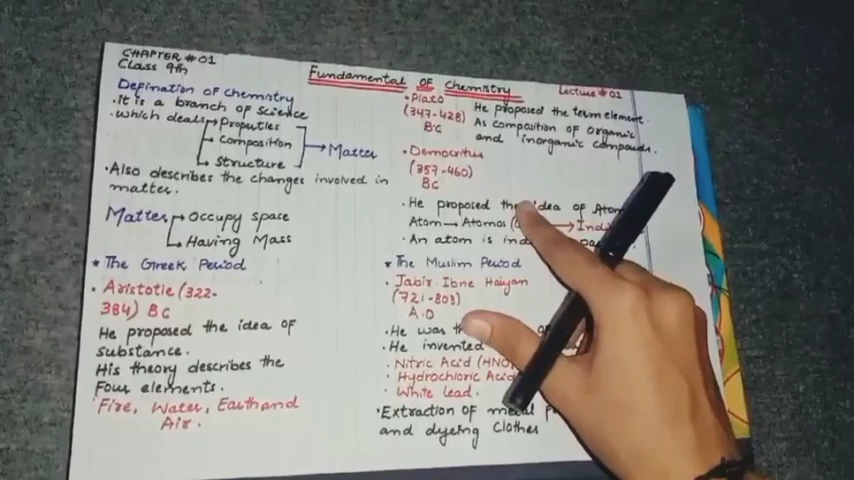 CHAPTER # 01
Class 9th
Fundamental OF Chemistry
Lecture # 01
Defination of Chemistry
• It is a branch of Science
• which deals → Properties
→ Composition
→ Structure
→ Matter
• Also describes the changes involved in
matter.
Matter → Occupy space
→ Having Mass
* The Greek Period
• Aristotle (322-
384) BC
He proposed the idea of
substance.
His theory describes the
Four elements.
Fire, Water, Earth and
Air.
• Plato
(347-428)
BC
He proposed the term element
As composition of organic
and inorganic compounds.
• Democritus
(357-460)
BC
• He proposed the idea of Atom
Atom → Atomos →
• An atom is
* The Muslim Period
• Jabir Ibne Haiyan
(721-803)
A.D
• He was
• He invented
• Nitric Acid (HNO
• Hydrochloric Acid
• White Lead.
• Extraction of metal
and dyeing Clothes